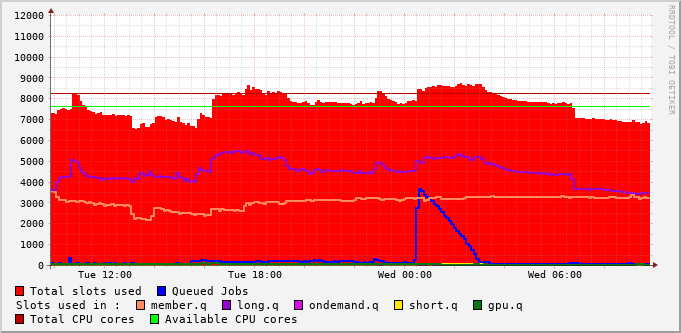 RRDTOOL / TOBI OETIKER
12000
11000
10000
9000
8000
7000
6000
5000
4000
3000
2000
1000
0
Tue 12:00 Tue 18:00 Wed 00:00 Wed 06:00
Total slots used Queued Jobs
Slots used in : member.q long.q ondemand.q short.q gpu.q
Total CPU cores Available CPU cores